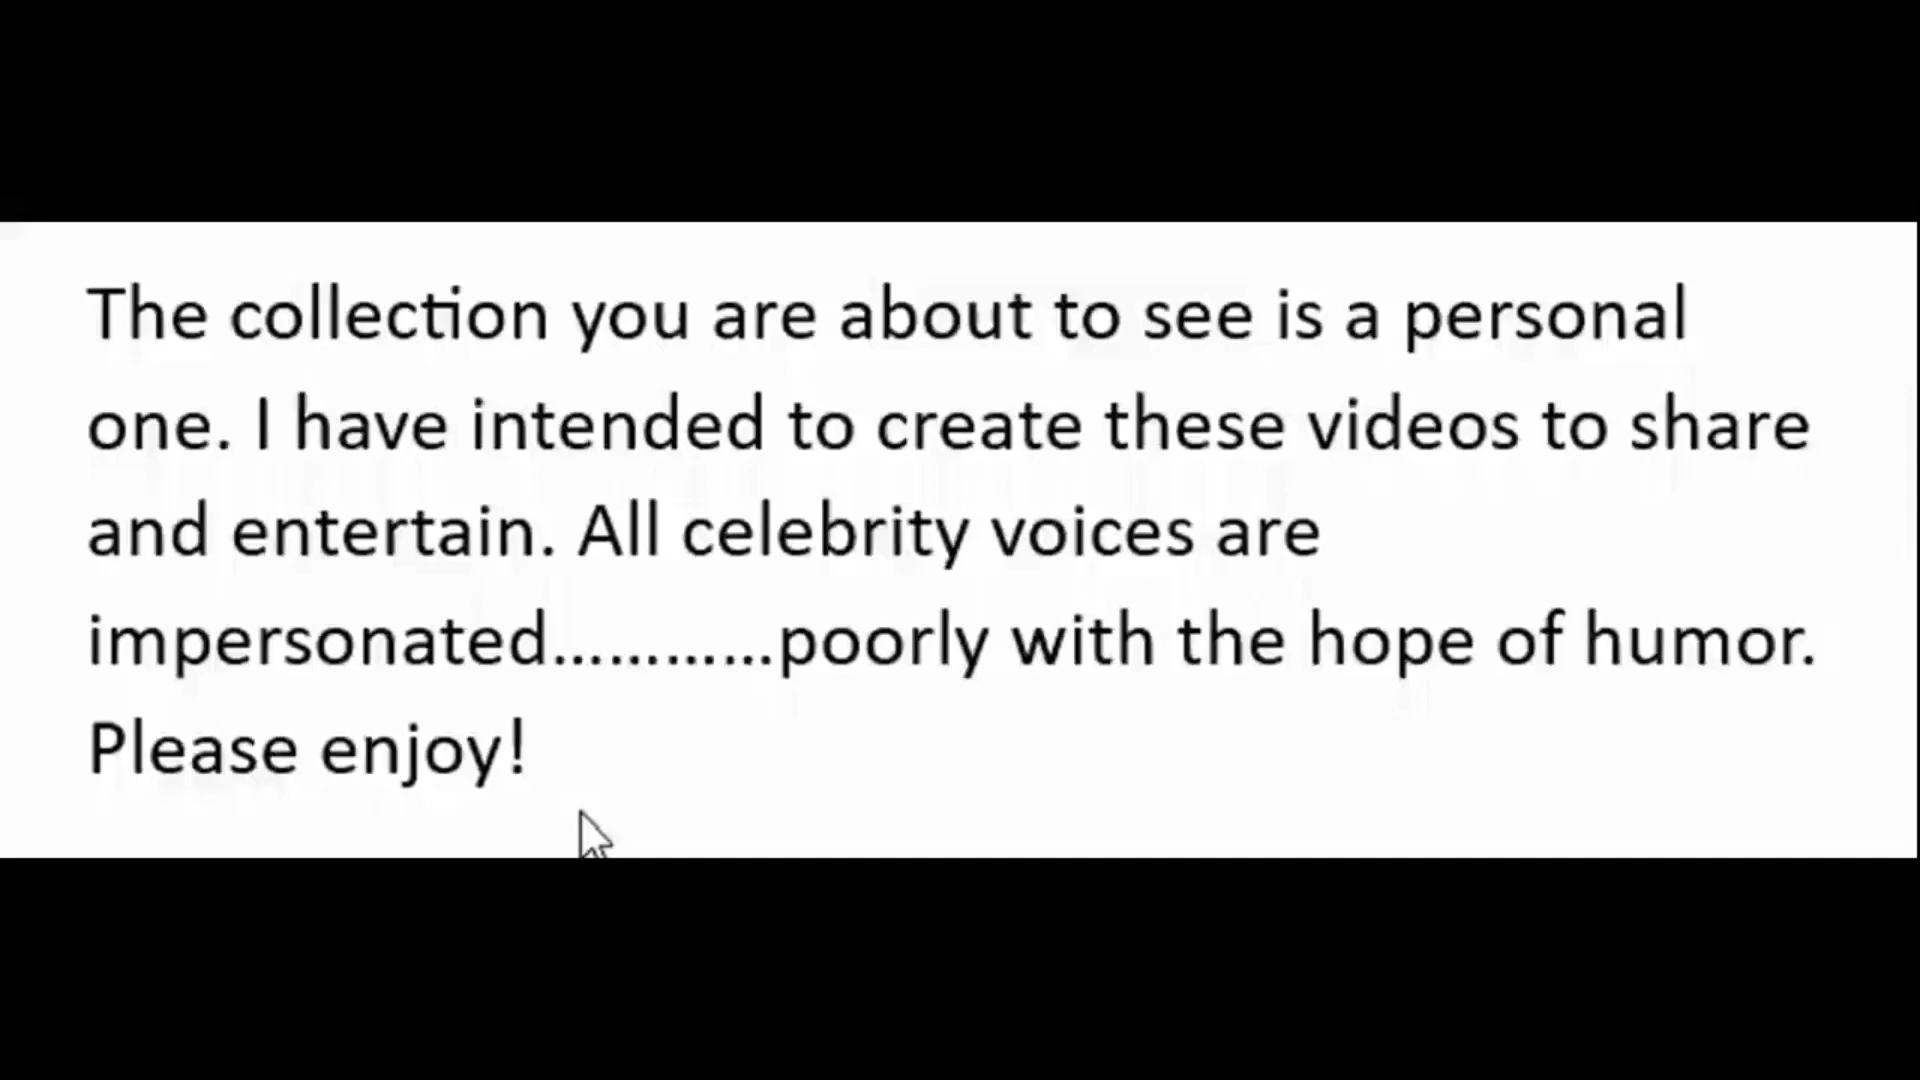 The collection you are about to see is a personal
one. I have intended to create these videos to share
and entertain. All celebrity voices are
impersonated............poorly with the hope of humor.
Please enjoy!